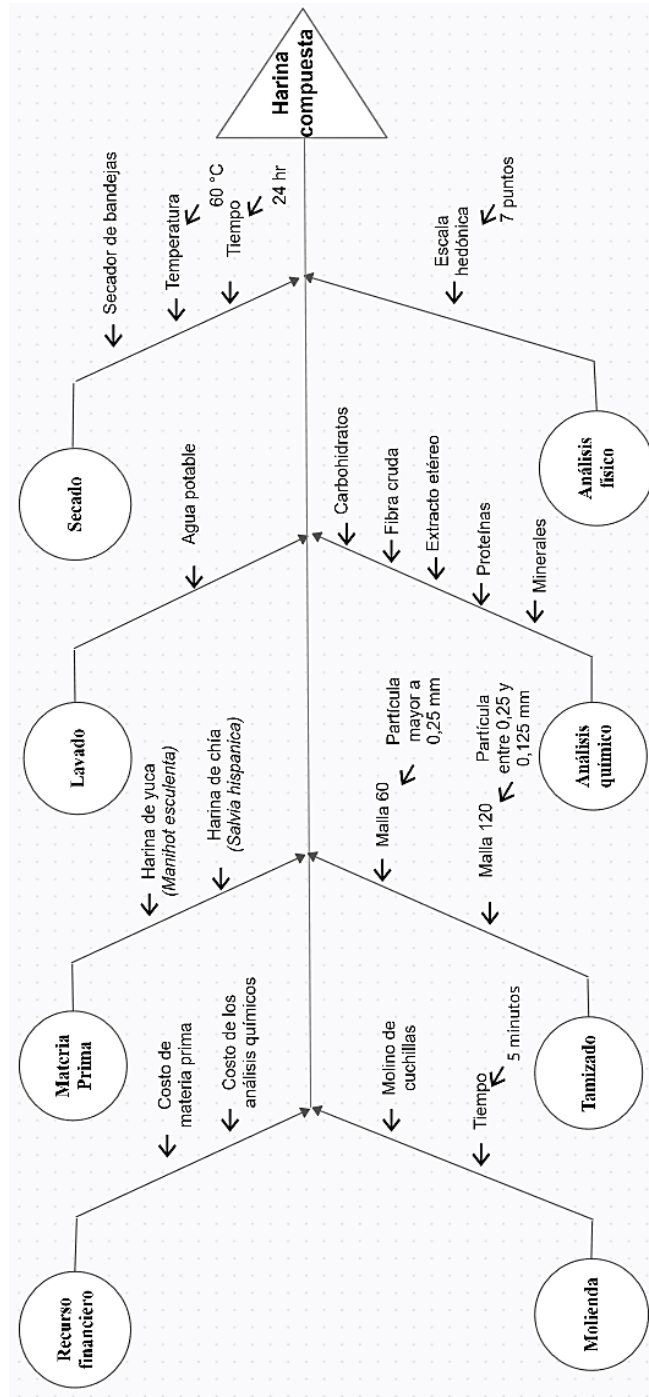 Harina
compuesta
Recurso
financiero
Costo de
materia prima
Costo de los
análisis químicos
Materia
Prima
Harina de yuca
(Manihot esculenta)
Harina de chía
(Salvia hispanica)
Lavado
Agua potable
Secado
Secador de bandejas
Temperatura
60 °C
Tiempo
24 hr
Molienda
Molino de
cuchillas
Tiempo
5 minutos
Tamizado
Malla 60
Partícula
mayor a
0,25 mm
Malla 120
Partícula
entre 0,25 y
0,125 mm
Análisis
químico
Carbohidratos
Fibra cruda
Extracto etéreo
Proteínas
Minerales
Análisis
físico
Escala
hedónica
7 puntos